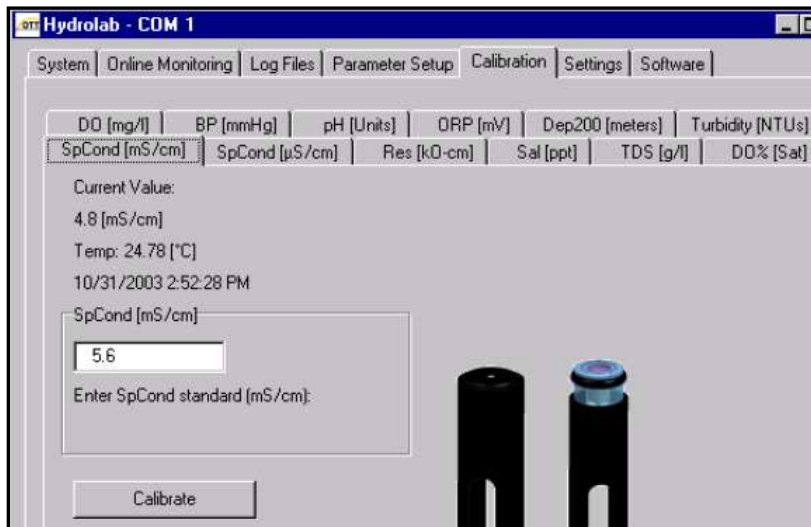 OTT Hydrolab - COM 1
System Online Monitoring Log Files Parameter Setup Calibration Settings Software
DO [mg/l] BP [mmHg] pH [Units] ORP [mV] Dep200 [meters] Turbidity [NTUs]
SpCond [mS/cm] SpCond [µS/cm] Res [kO-cm] Sal [ppt] TDS [g/l] DO% [Sat]
Current Value:
4.8 [mS/cm]
Temp: 24.78 [°C]
10/31/2003 2:52:28 PM
SpCond [mS/cm]
5.6
Enter SpCond standard (mS/cm):
Calibrate